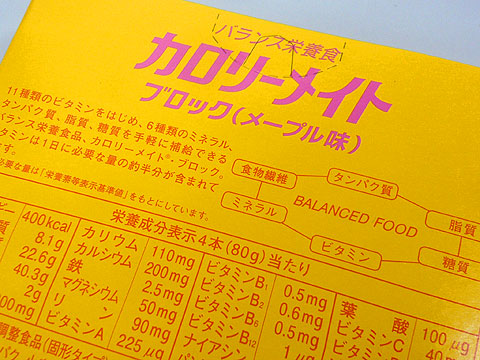 バランス栄養食
カロリーメイト
ブロック(メープル味)
11種類のビタミンをはじめ、6種類のミネラル、
タンパク質、脂質、糖質を手軽に補給できる
バランス栄養食品、カロリーメイト®・ブロック。
タミンは1日に必要な量の約半分が含まれて
す。
必要な量は「栄養素等表示基準値」をもとにしています。
食物繊維
タンパク質
ミネラル
BALANCED FOOD
脂質
ビタミン
糖質
栄養成分表示4本(80g)当たり
400kcal カリウム 110mg ビタミンB1 0.5mg 葉酸 100μg
質 8.1g カルシウム 200mg ビタミンB2 0.6mg ビタミンC
22.6g 鉄 2.5mg ビタミンB6 0.5mg
40.3g マグネシウム 50mg ビタミンB12
2g リン 90mg ナイアシン
ビタミンA 225μg
調整食品(固形タイプ)